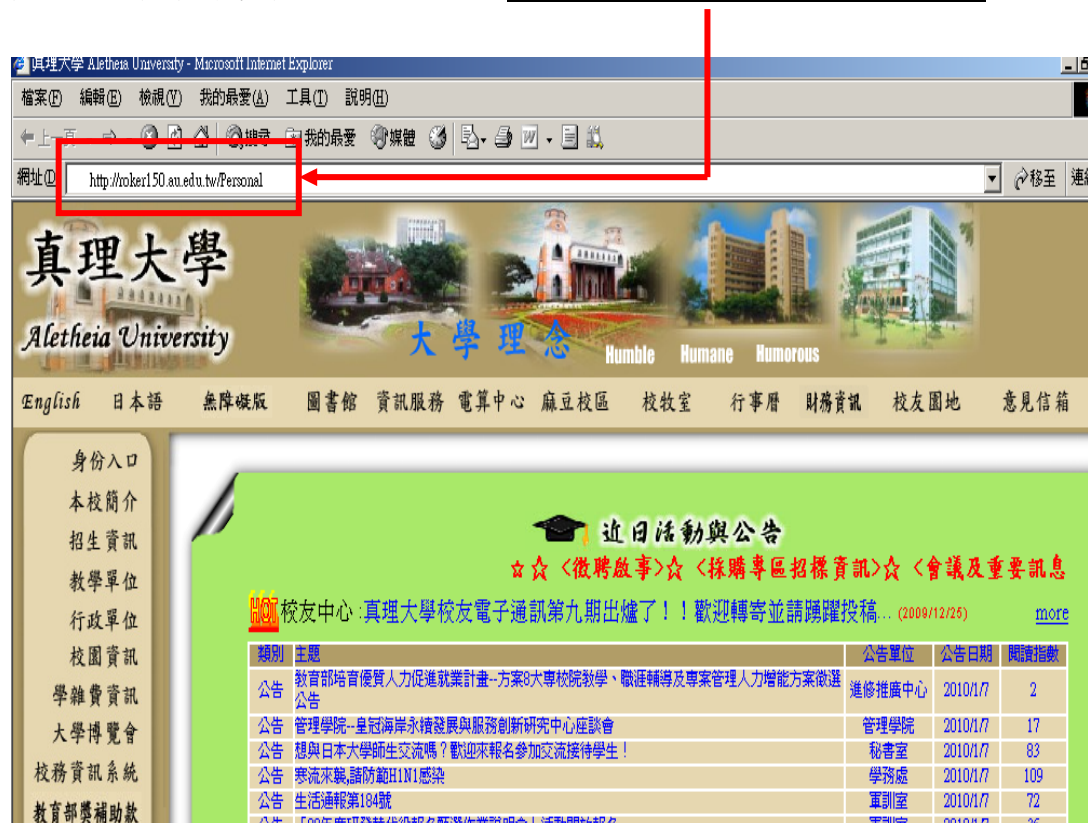 真理大學 Aletheia University - Microsoft Internet Explorer
檔案(F) 編輯(E) 檢視(V) 我的最愛(A) 工具(T) 說明(H)
上一頁 搜尋 我的最愛 媒體
網址(D) http://roker150.au.edu.tw/Personal 移至 連結
真理大學
Aletheia University
大學理念 Humble Humane Humorous
English 日本語 無障礙版 圖書館 資訊服務 電算中心 麻豆校區 校牧室 行事曆 財務資訊 校友園地 意見信箱
身份入口
本校簡介
招生資訊
教學單位
行政單位
校園資訊
學雜費資訊
大學博覽會
校務資訊系統
教育部獎補助款
近日活動與公告
☆☆ <徵聘啟事>☆ <採購專區招標資訊>☆ <會議及重要訊息
HOT 校友中心 :真理大學校友電子通訊第九期出爐了！！歡迎轉寄並請踴躍投稿... (2009/12/25) more
類別 主題 公告單位 公告日期 閱讀指數
公告 教育部培育優質人力促進就業計畫--方案8大專校院教學、職涯輔導及專案管理人力增能方案徵選公告 進修推廣中心 2010/1/7 2
公告 管理學院--皇冠海岸永續發展與服務創新研究中心座談會 管理學院 2010/1/7 17
公告 想與日本大學師生交流嗎？歡迎來報名參加交流接待學生！ 秘書室 2010/1/7 83
公告 寒流來襲,請防範H1N1感染 學務處 2010/1/7 109
公告 生活通報第184號 軍訓室 2010/1/7 72